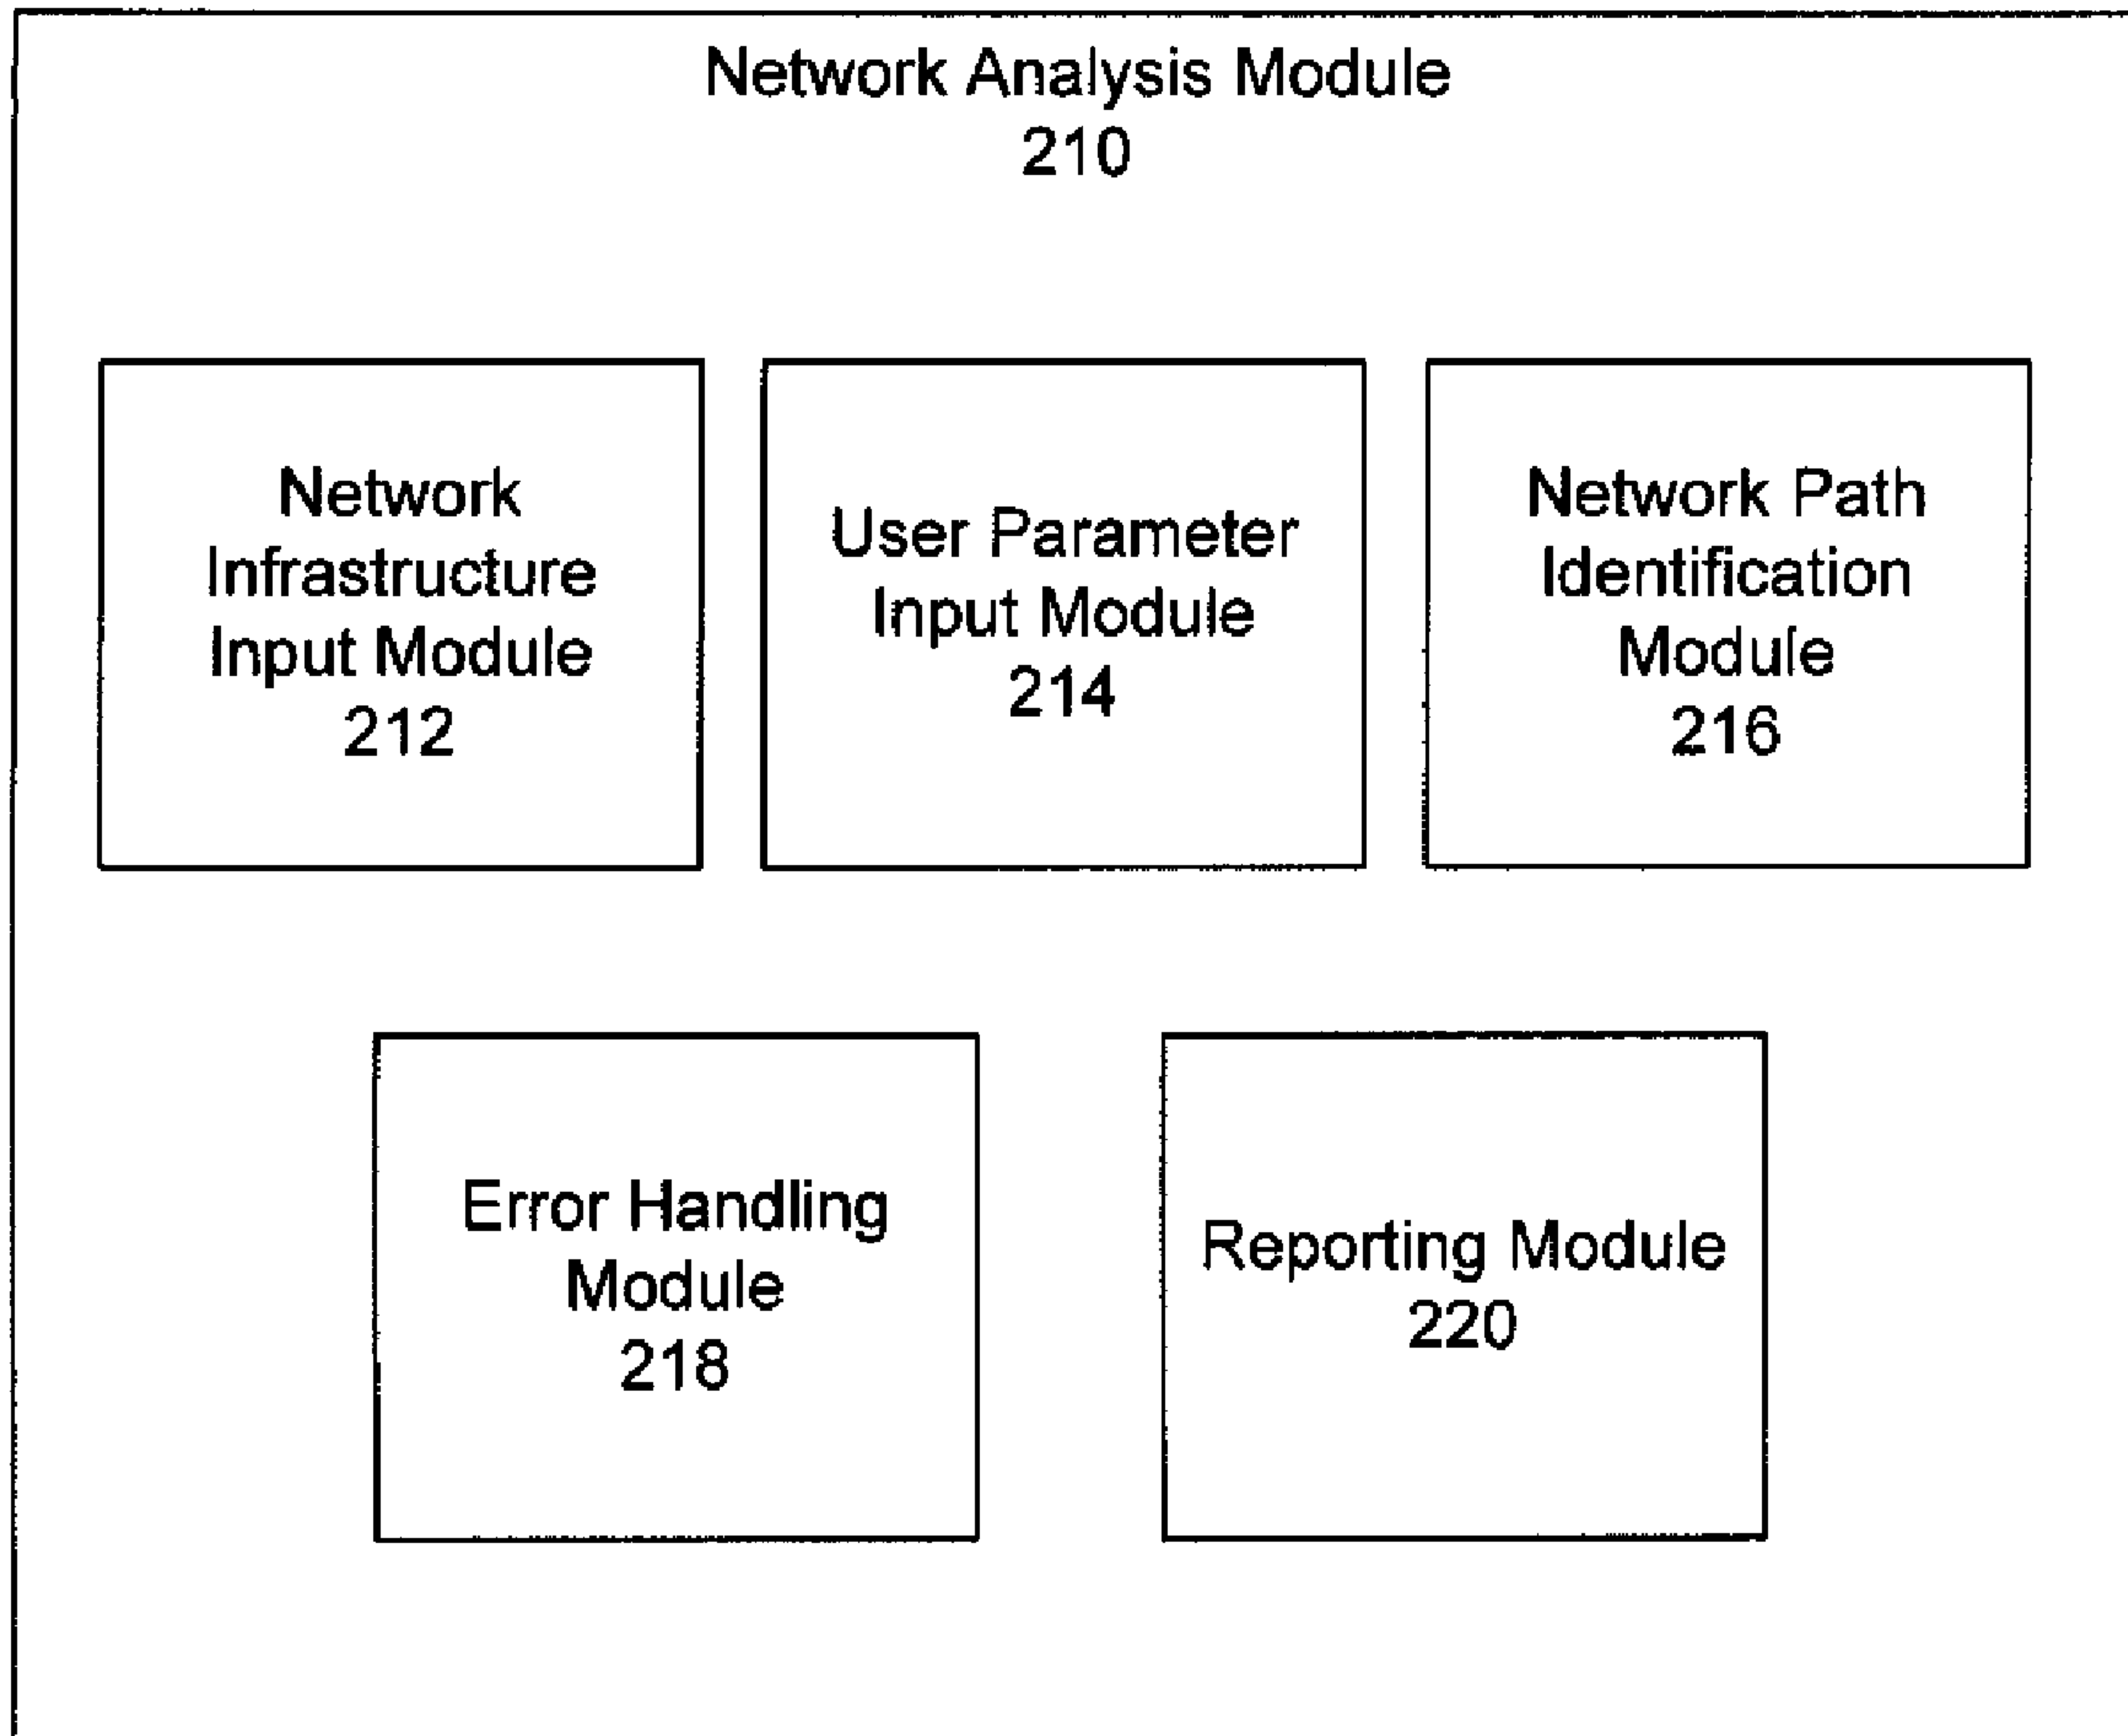 Network Analysis Module
210
Network
Infrastructure
Input Module
212
User Parameter
Input Module
214
Network Path
Identification
Module
216
Error Handling
Module
218
Reporting Module
220